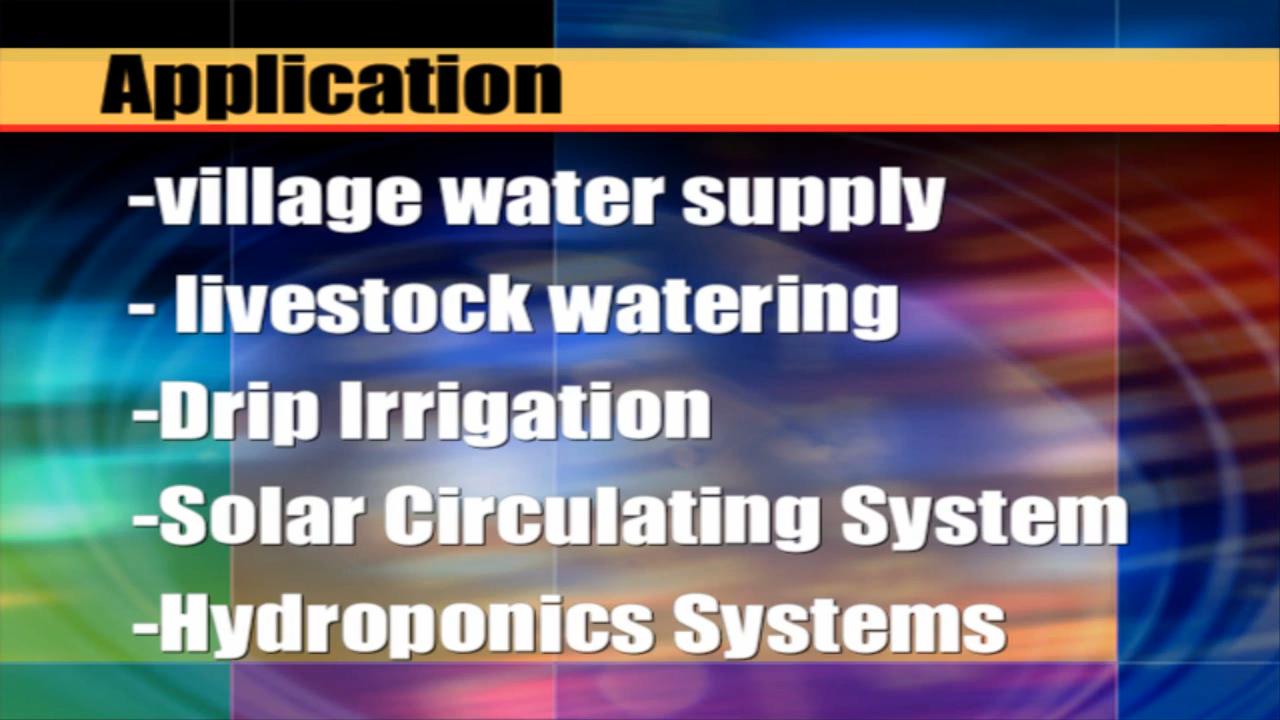 Application
-village water supply
- livestock watering
-Drip Irrigation
-Solar Circulating System
-Hydroponics Systems